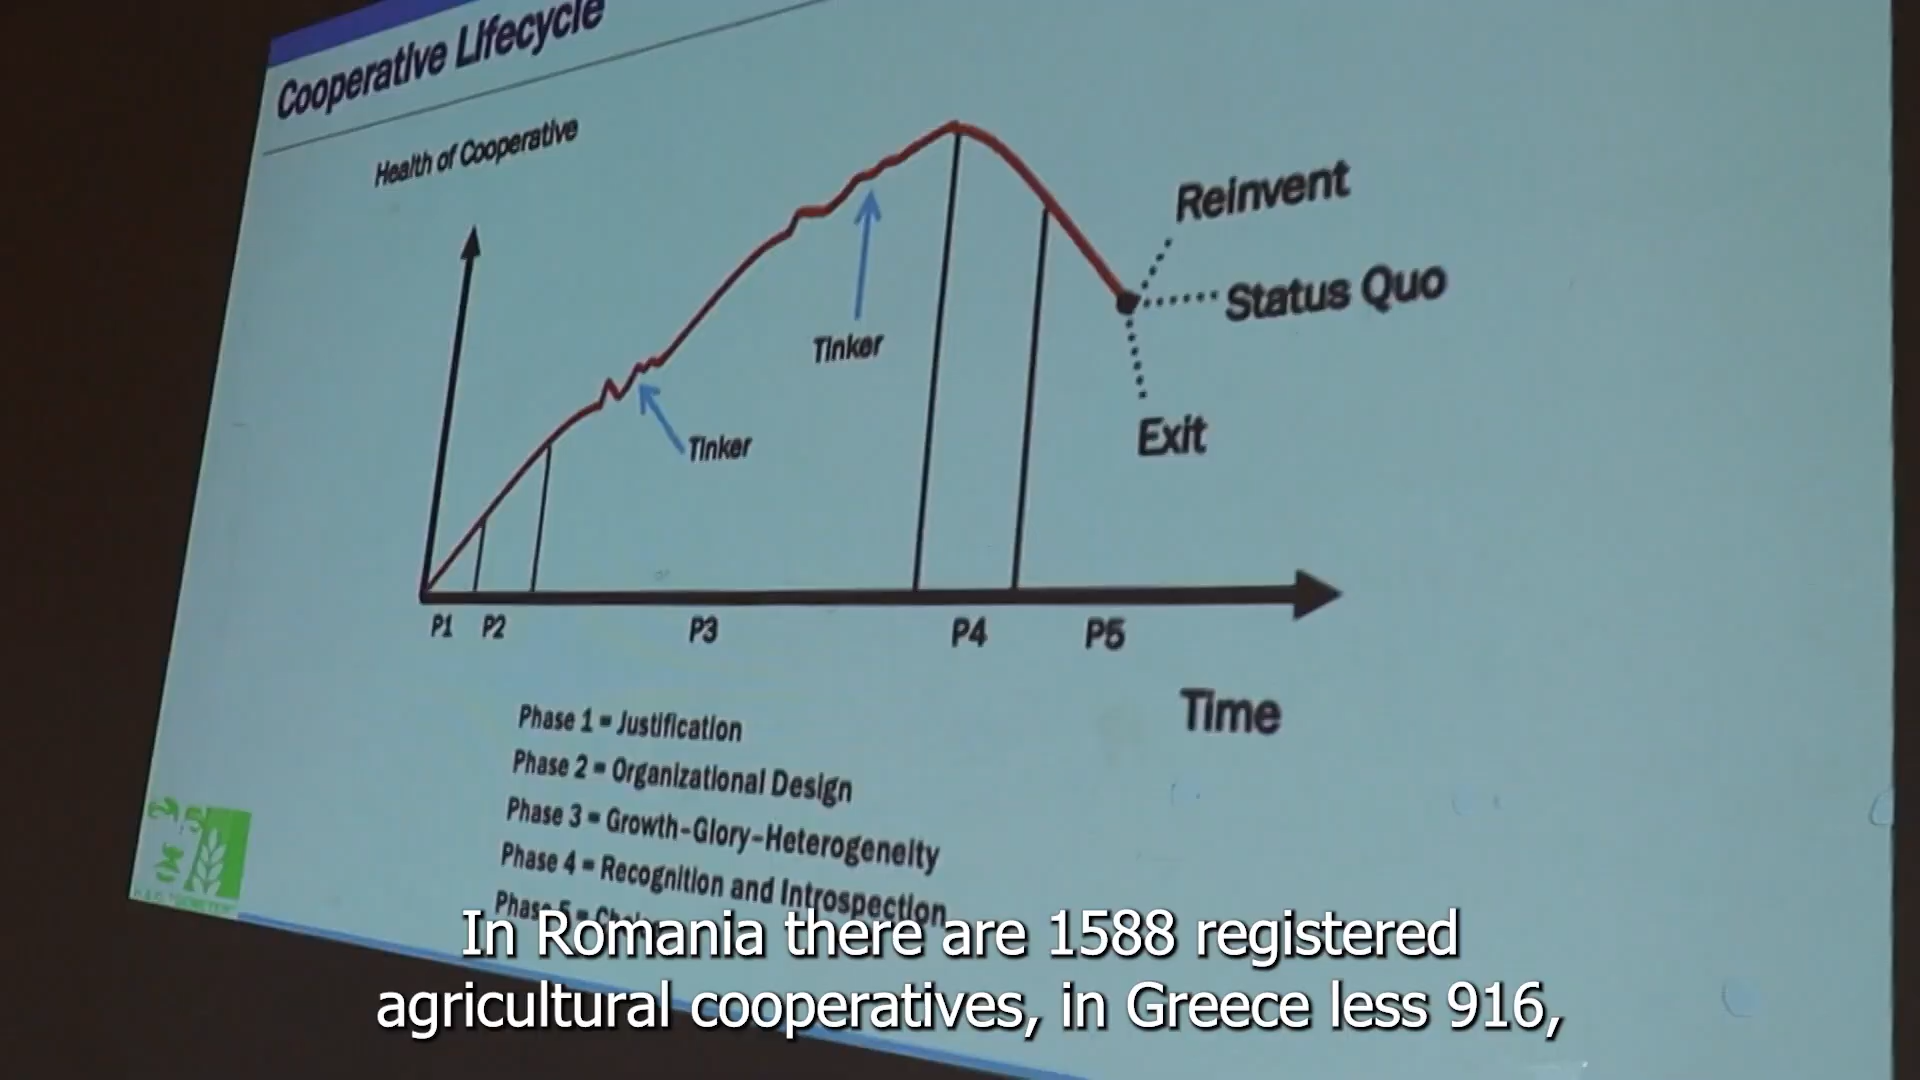 Cooperative Lifecycle
Health of Cooperative
Reinvent
Status Quo
Exit
Tinker
Tinker
P1 P2 P3 P4 P5
Time
Phase 1 = Justification
Phase 2 = Organizational Design
Phase 3 = Growth-Glory-Heterogeneity
Phase 4 = Recognition and Introspection
Phase 5 =
In Romania there are 1588 registered
agricultural cooperatives, in Greece less 916,